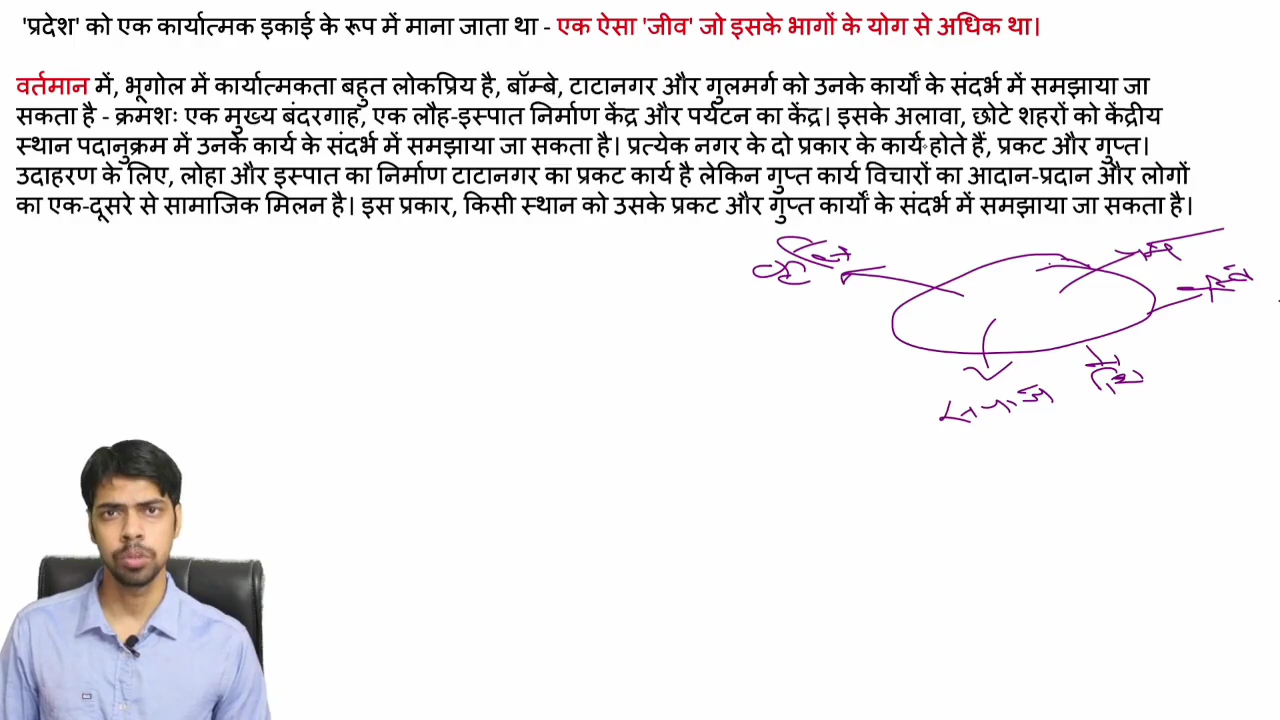 'प्रदेश' को एक कार्यात्मक इकाई के रूप में माना जाता था - एक ऐसा 'जीव' जो इसके भागों के योग से अधिक था।
वर्तमान में, भूगोल में कार्यात्मकता बहुत लोकप्रिय है, बॉम्बे, टाटानगर और गुलमर्ग को उनके कार्यों के संदर्भ में समझाया जा
सकता है - क्रमशः एक मुख्य बंदरगाह, एक लौह-इस्पात निर्माण केंद्र और पर्यटन का केंद्र। इसके अलावा, छोटे शहरों को केंद्रीय
स्थान पदानुक्रम में उनके कार्य के संदर्भ में समझाया जा सकता है। प्रत्येक नगर के दो प्रकार के कार्य होते हैं, प्रकट और गुप्त।
उदाहरण के लिए, लोहा और इस्पात का निर्माण टाटानगर का प्रकट कार्य है लेकिन गुप्त कार्य विचारों का आदान-प्रदान और लोगों
का एक-दूसरे से सामाजिक मिलन है। इस प्रकार, किसी स्थान को उसके प्रकट और गुप्त कार्यों के संदर्भ में समझाया जा सकता है।